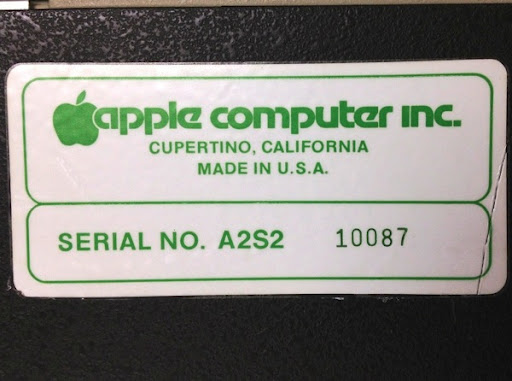 apple computer inc.
CUPERTINO, CALIFORNIA
MADE IN U.S.A.
SERIAL NO. A2S2 10087